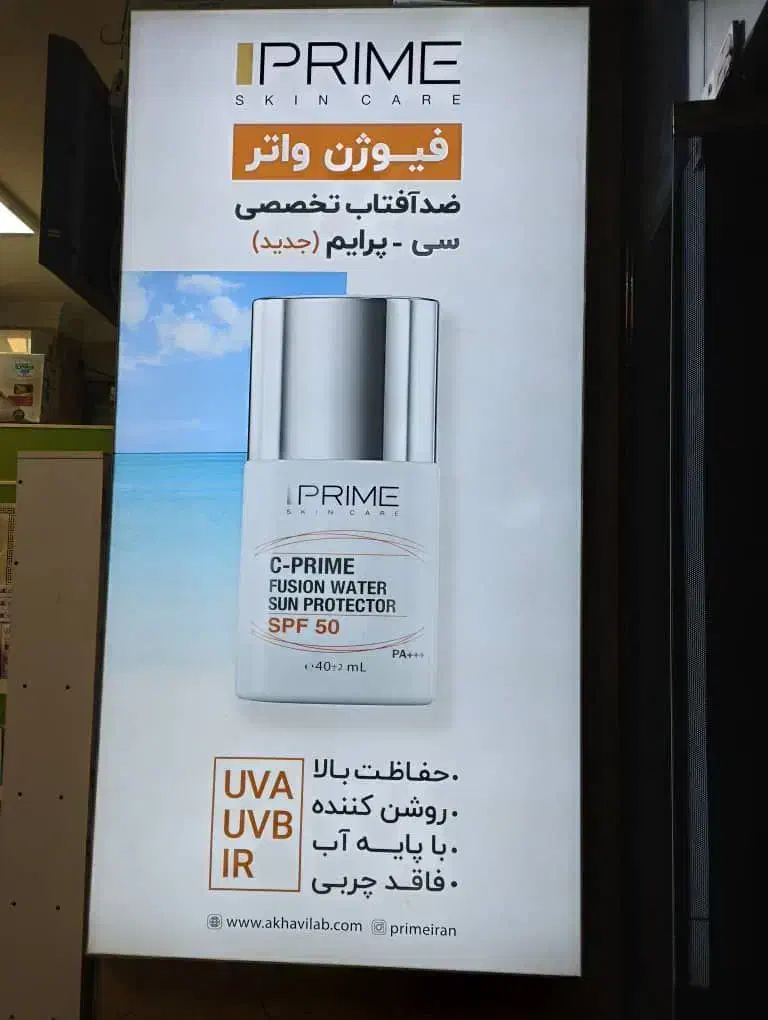 PRIME
SKIN CARE
فیوژن واتر
ضدآفتاب تخصصی
سی - پرایم (جدید)
PRIME
SKIN CARE
C-PRIME
FUSION WATER
SUN PROTECTOR
SPF 50
PA+++
40±2 mL
UVA
UVB
IR
• حفاظت بالا
• روشن کننده
• با پایه آب
• فاقد چربی
www.akhavilab.com primeiran